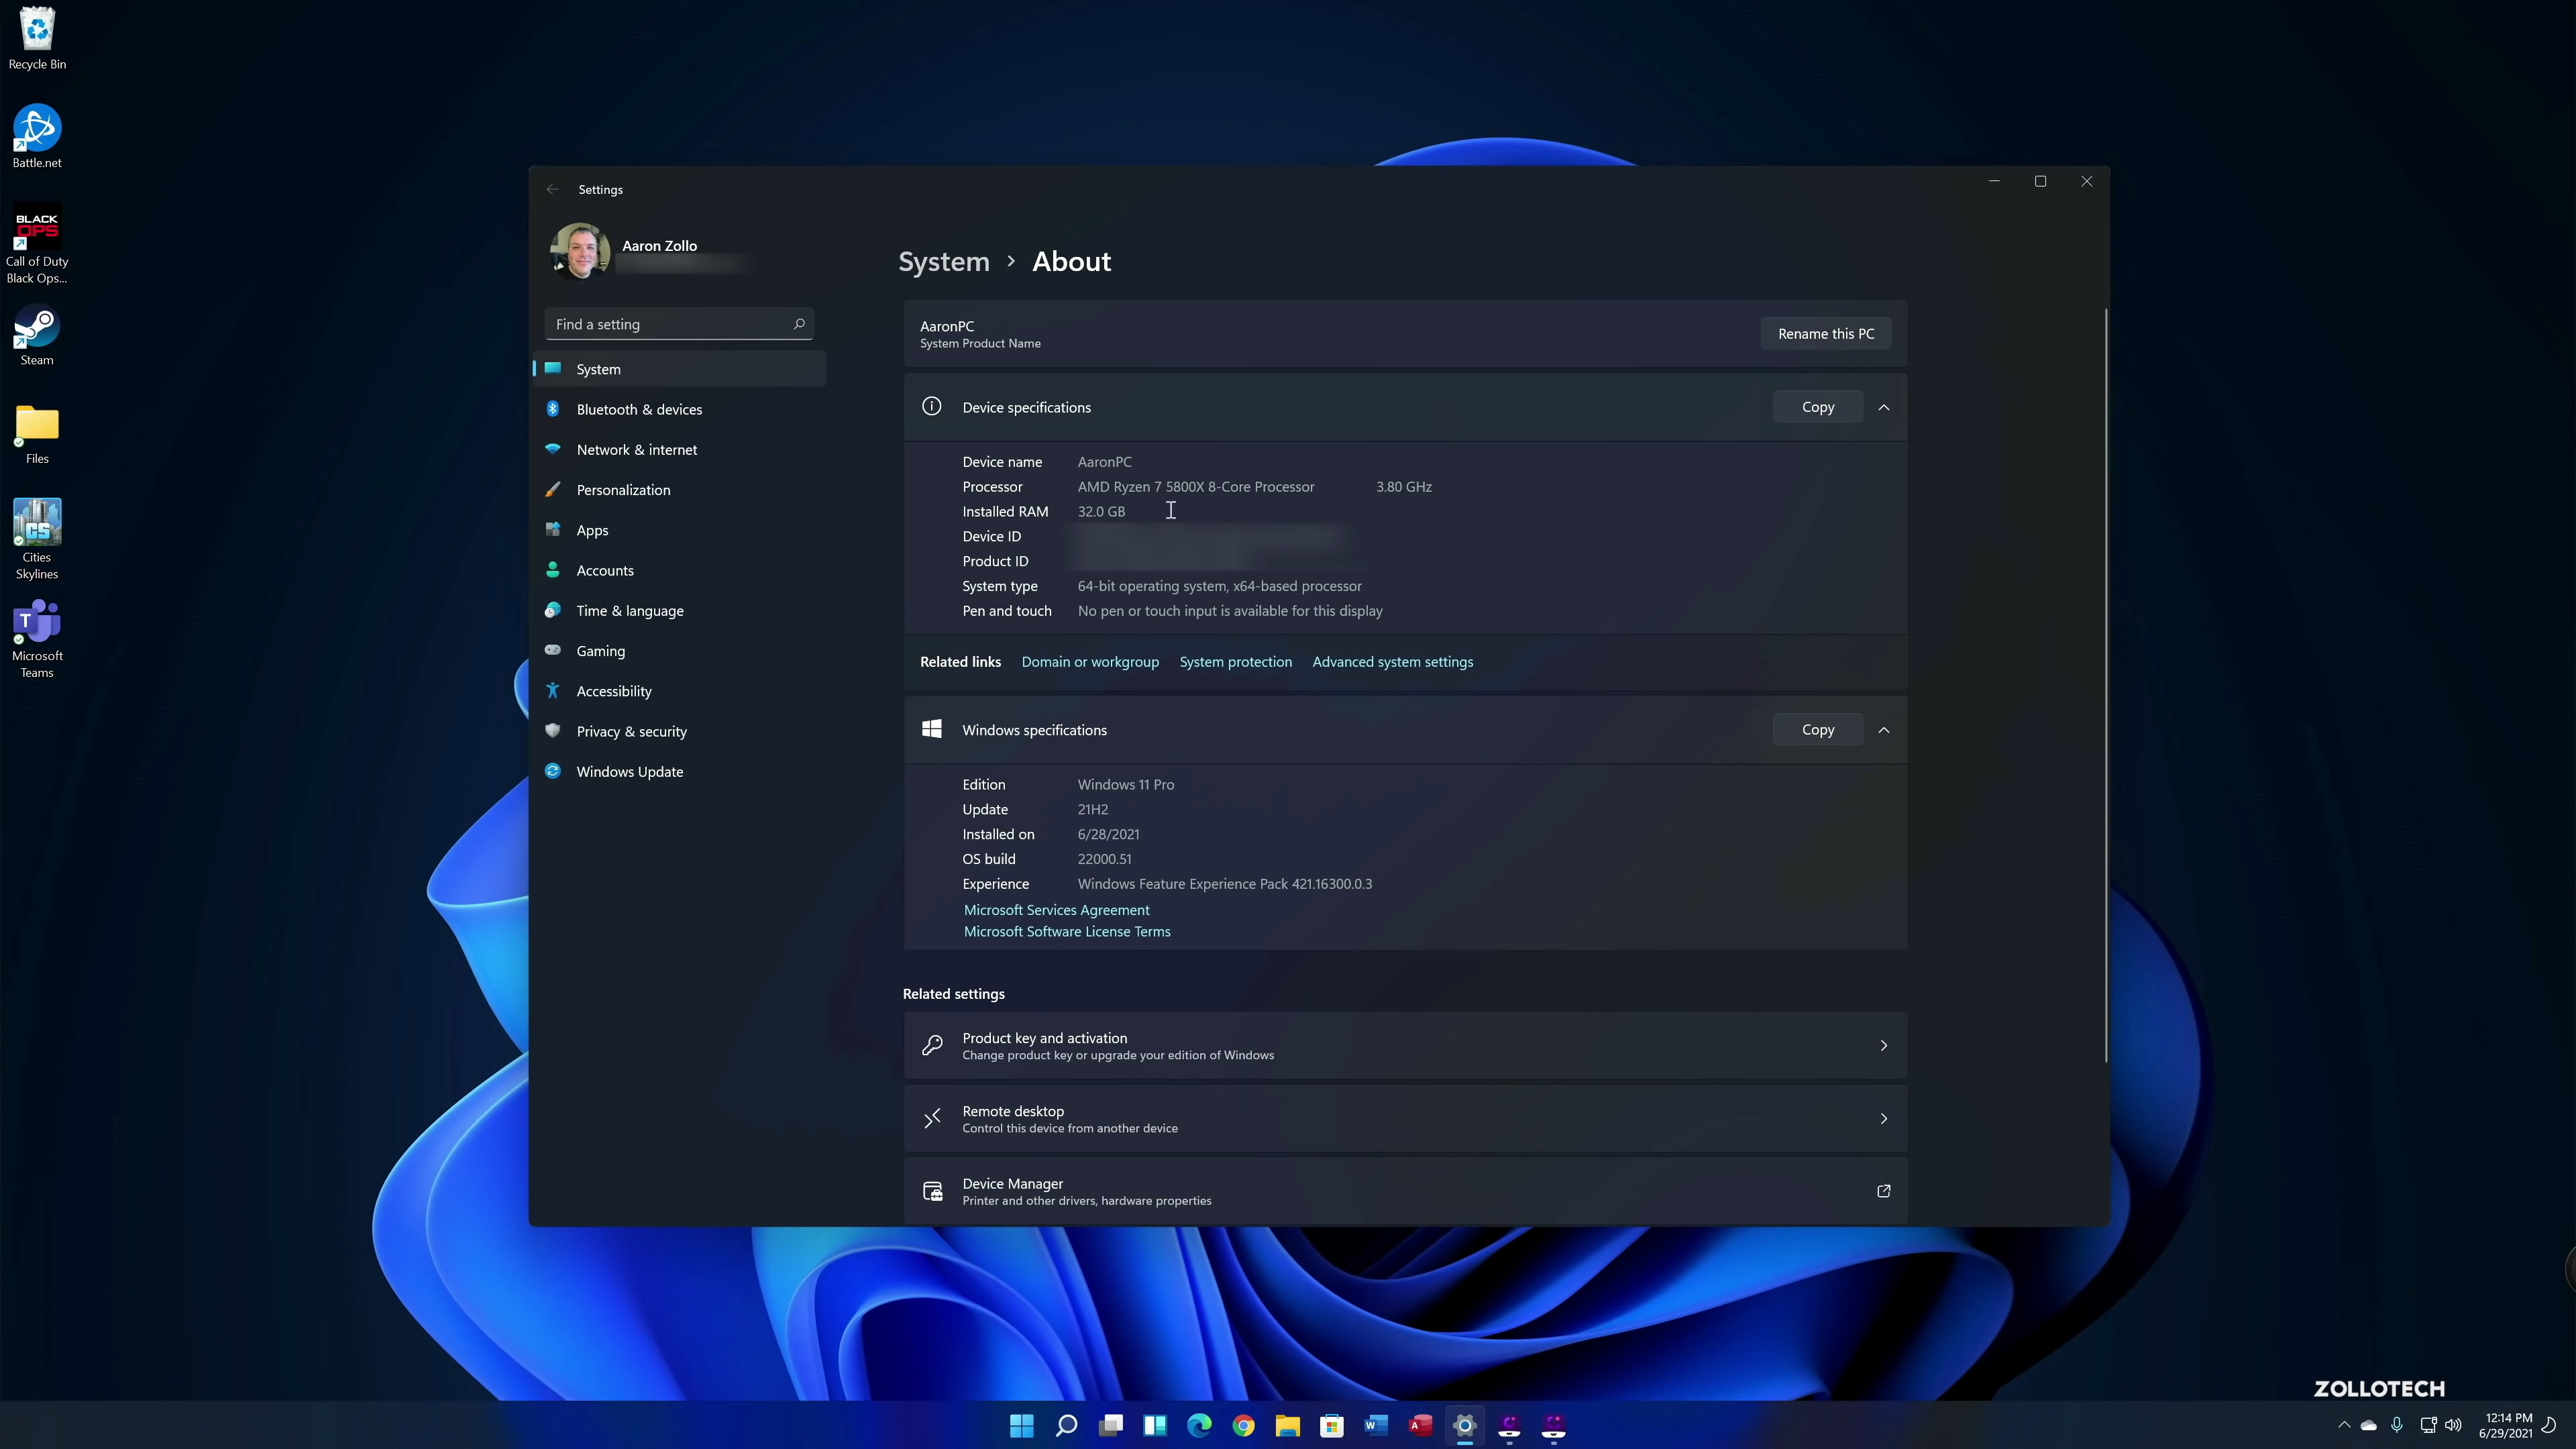 Recycle Bin
Battle.net
BLACK
OPS
Call of Duty
Black Ops...
Steam
Files
CS
Cities
Skylines
T
Microsoft
Teams
Settings
Aaron Zollo
Find a setting
System
Bluetooth & devices
Network & internet
Personalization
Apps
Accounts
Time & language
Gaming
Accessibility
Privacy & security
Windows Update
System > About
AaronPC
System Product Name
Rename this PC
Device specifications
Copy
Device name AaronPC
Processor AMD Ryzen 7 5800X 8-Core Processor 3.80 GHz
Installed RAM 32.0 GB
Device ID
Product ID
System type 64-bit operating system, x64-based processor
Pen and touch No pen or touch input is available for this display
Related links Domain or workgroup System protection Advanced system settings
Windows specifications
Copy
Edition Windows 11 Pro
Update 21H2
Installed on 6/28/2021
OS build 22000.51
Experience Windows Feature Experience Pack 421.16300.0.3
Microsoft Services Agreement
Microsoft Software License Terms
Related settings
Product key and activation
Change product key or upgrade your edition of Windows
Remote desktop
Control this device from another device
Device Manager
Printer and other drivers, hardware properties
ZOLLOTECH
W
A
12:14 PM
6/29/2021